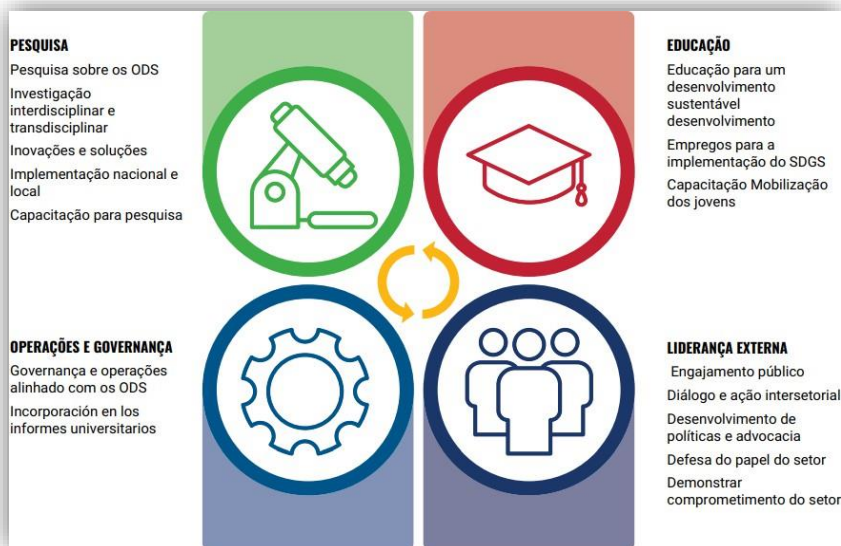 PESQUISA
Pesquisa sobre os ODS
Investigação
interdisciplinar e
transdisciplinar
Inovações e soluções
Implementação nacional e
local
Capacitação para pesquisa
EDUCAÇÃO
Educação para um
desenvolvimento
sustentável
desenvolvimento
Empregos para a
implementação do SDGS
Capacitação Mobilização
dos jovens
OPERAÇÕES E GOVERNANÇA
Governança e operações
alinhado com os ODS
Incorporación en los
informes universitarios
LIDERANÇA EXTERNA
Engajamento público
Diálogo e ação intersetorial
Desenvolvimento de
políticas e advocacia
Defesa do papel do setor
Demonstrar
comprometimento do setor